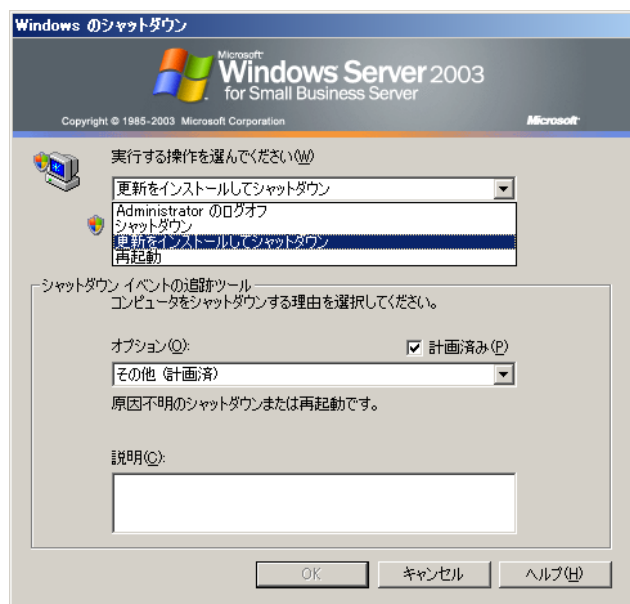 Windows のシャットダウン
Microsoft
Windows Server 2003
for Small Business Server
Copyright © 1985-2003 Microsoft Corporation
Microsoft
実行する操作を選んでください(W)
更新をインストールしてシャットダウン
Administrator のログオフ
シャットダウン
更新をインストールしてシャットダウン
再起動
シャットダウン イベントの追跡ツール
コンピュータをシャットダウンする理由を選択してください。
オプション(O):
計画済み(P)
その他 (計画済)
原因不明のシャットダウンまたは再起動です。
説明(C):
OK
キャンセル
ヘルプ(H)